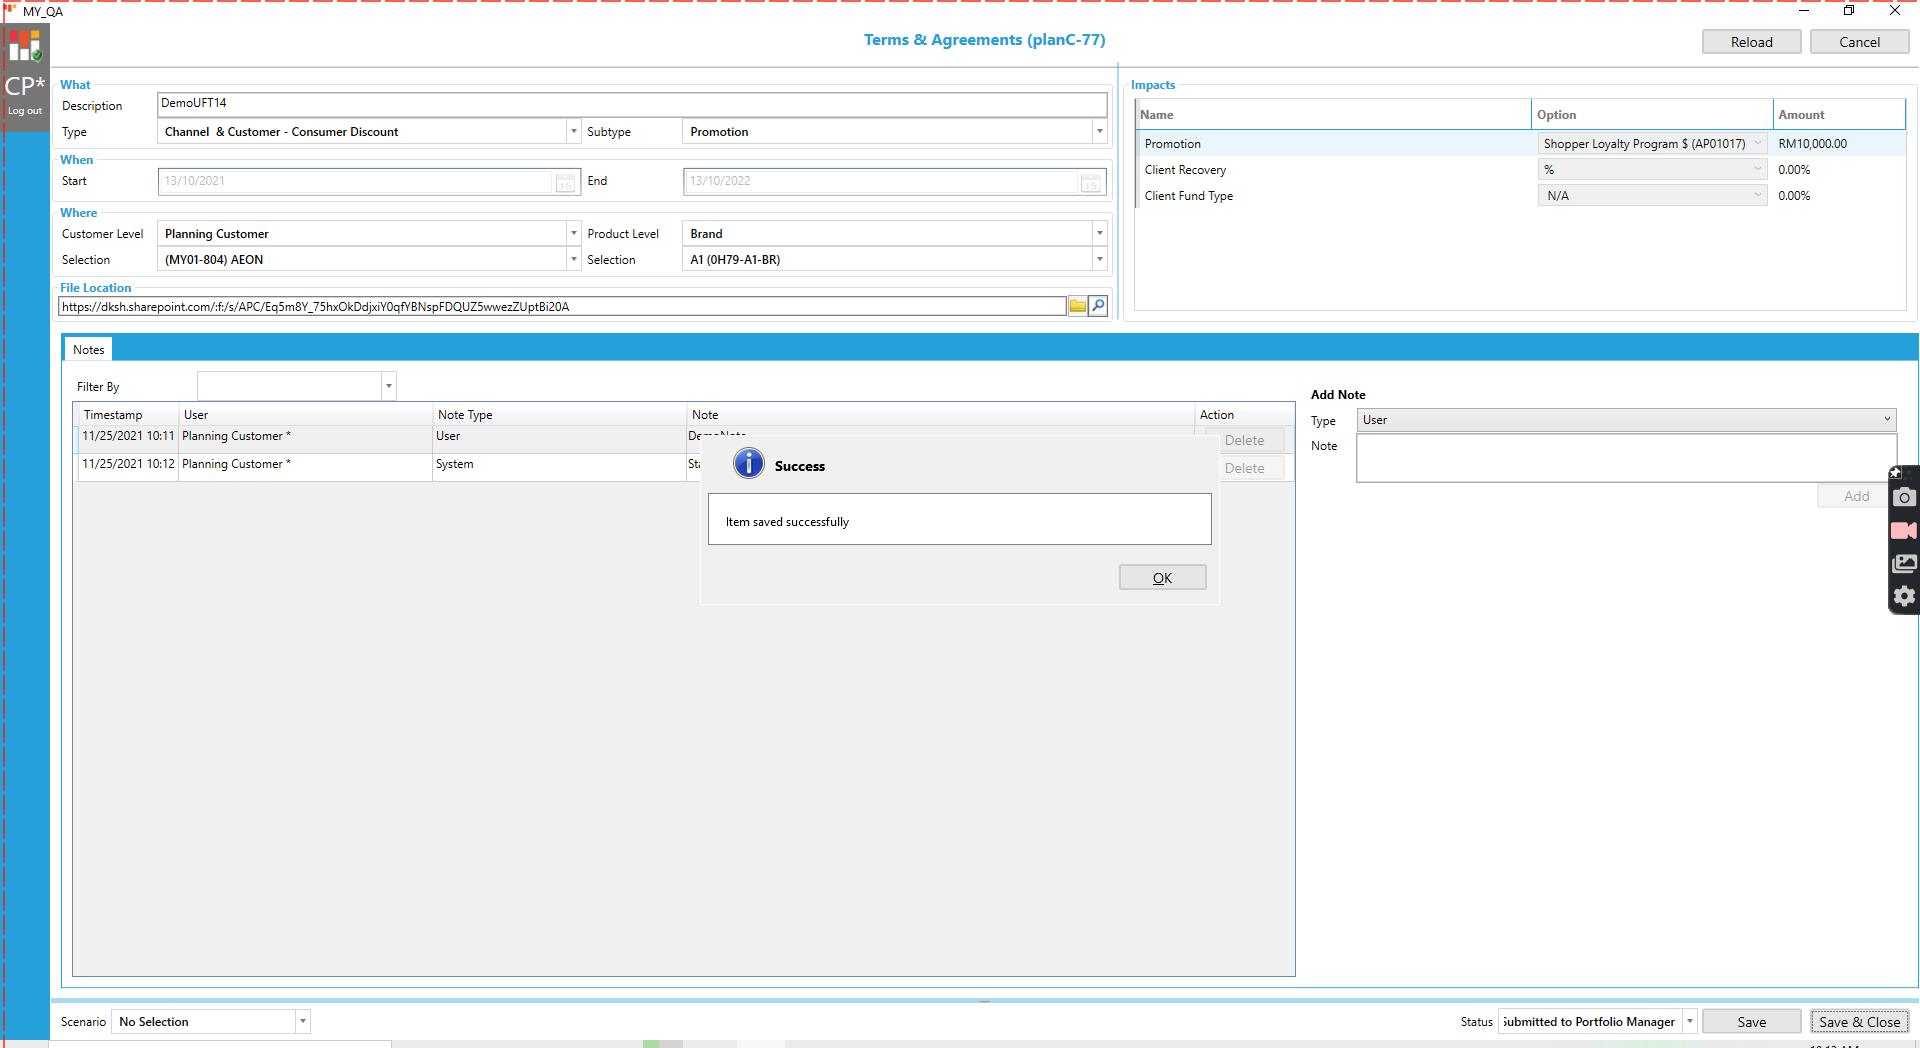 MY_QA
Terms & Agreements (planC-77)
Reload
Cancel
CP*
Log out
What
Description
DemoUFT14
Type
Channel & Customer - Consumer Discount
Subtype
Promotion
When
Start
13/10/2021
15
End
13/10/2022
15
Where
Customer Level
Planning Customer
Product Level
Brand
Selection
(MY01-804) AEON
Selection
A1 (0H79-A1-BR)
File Location
https://dksh.sharepoint.com/:f:/s/APC/Eq5m8Y_75hxOkDdjxiY0qfYBNspFDQUZ5wwezZUptBi20A
Impacts
Name Option Amount
Promotion Shopper Loyalty Program $ (AP01017) RM10,000.00
Client Recovery % 0.00%
Client Fund Type N/A 0.00%
Notes
Filter By
Timestamp User Note Type Note Action
11/25/2021 10:11 Planning Customer * User Delete
11/25/2021 10:12 Planning Customer * System Delete
Add Note
Type User
Note
Add
Success
Item saved successfully
OK
Scenario No Selection
Status Submitted to Portfolio Manager
Save
Save & Close